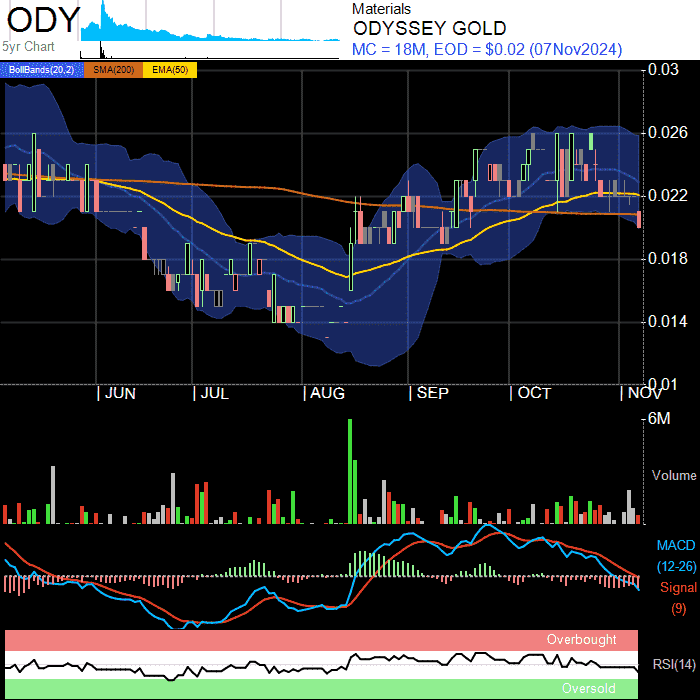 ODY
5yr Chart
Materials
ODYSSEY GOLD
MC = 18M, EOD = $0.02 (07Nov2024)
BollBands(20,2) SMA(200) EMA(50)
0.03
0.026
0.022
0.018
0.014
0.01
JUN JUL AUG SEP OCT NOV
6M
Volume
MACD
(12-26)
Signal
(9)
Overbought
RSI(14)
Oversold